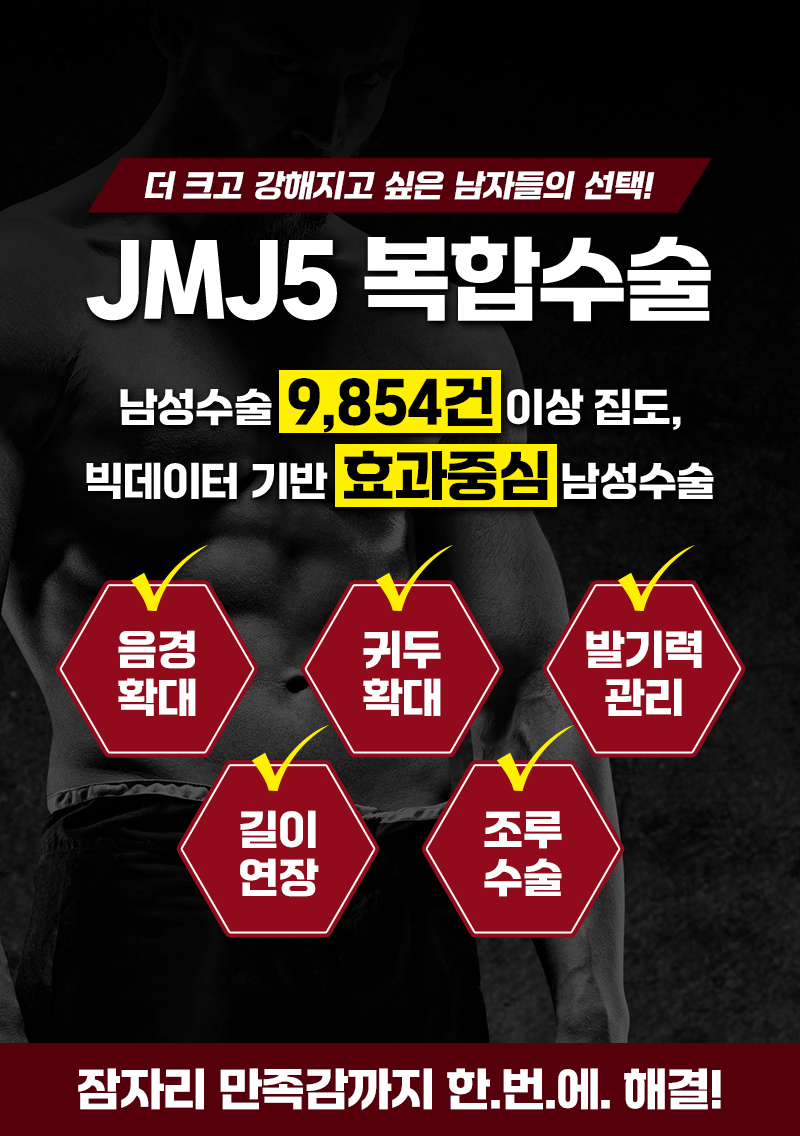 더 크고 강해지고 싶은 남자들의 선택!
JMJ5 복합수술
남성수술 9,854건 이상 집도,
빅데이터 기반 효과중심 남성수술
음경
확대
귀두
확대
발기력
관리
길이
연장
조루
수술
잠자리 만족감까지 한.번.에. 해결!